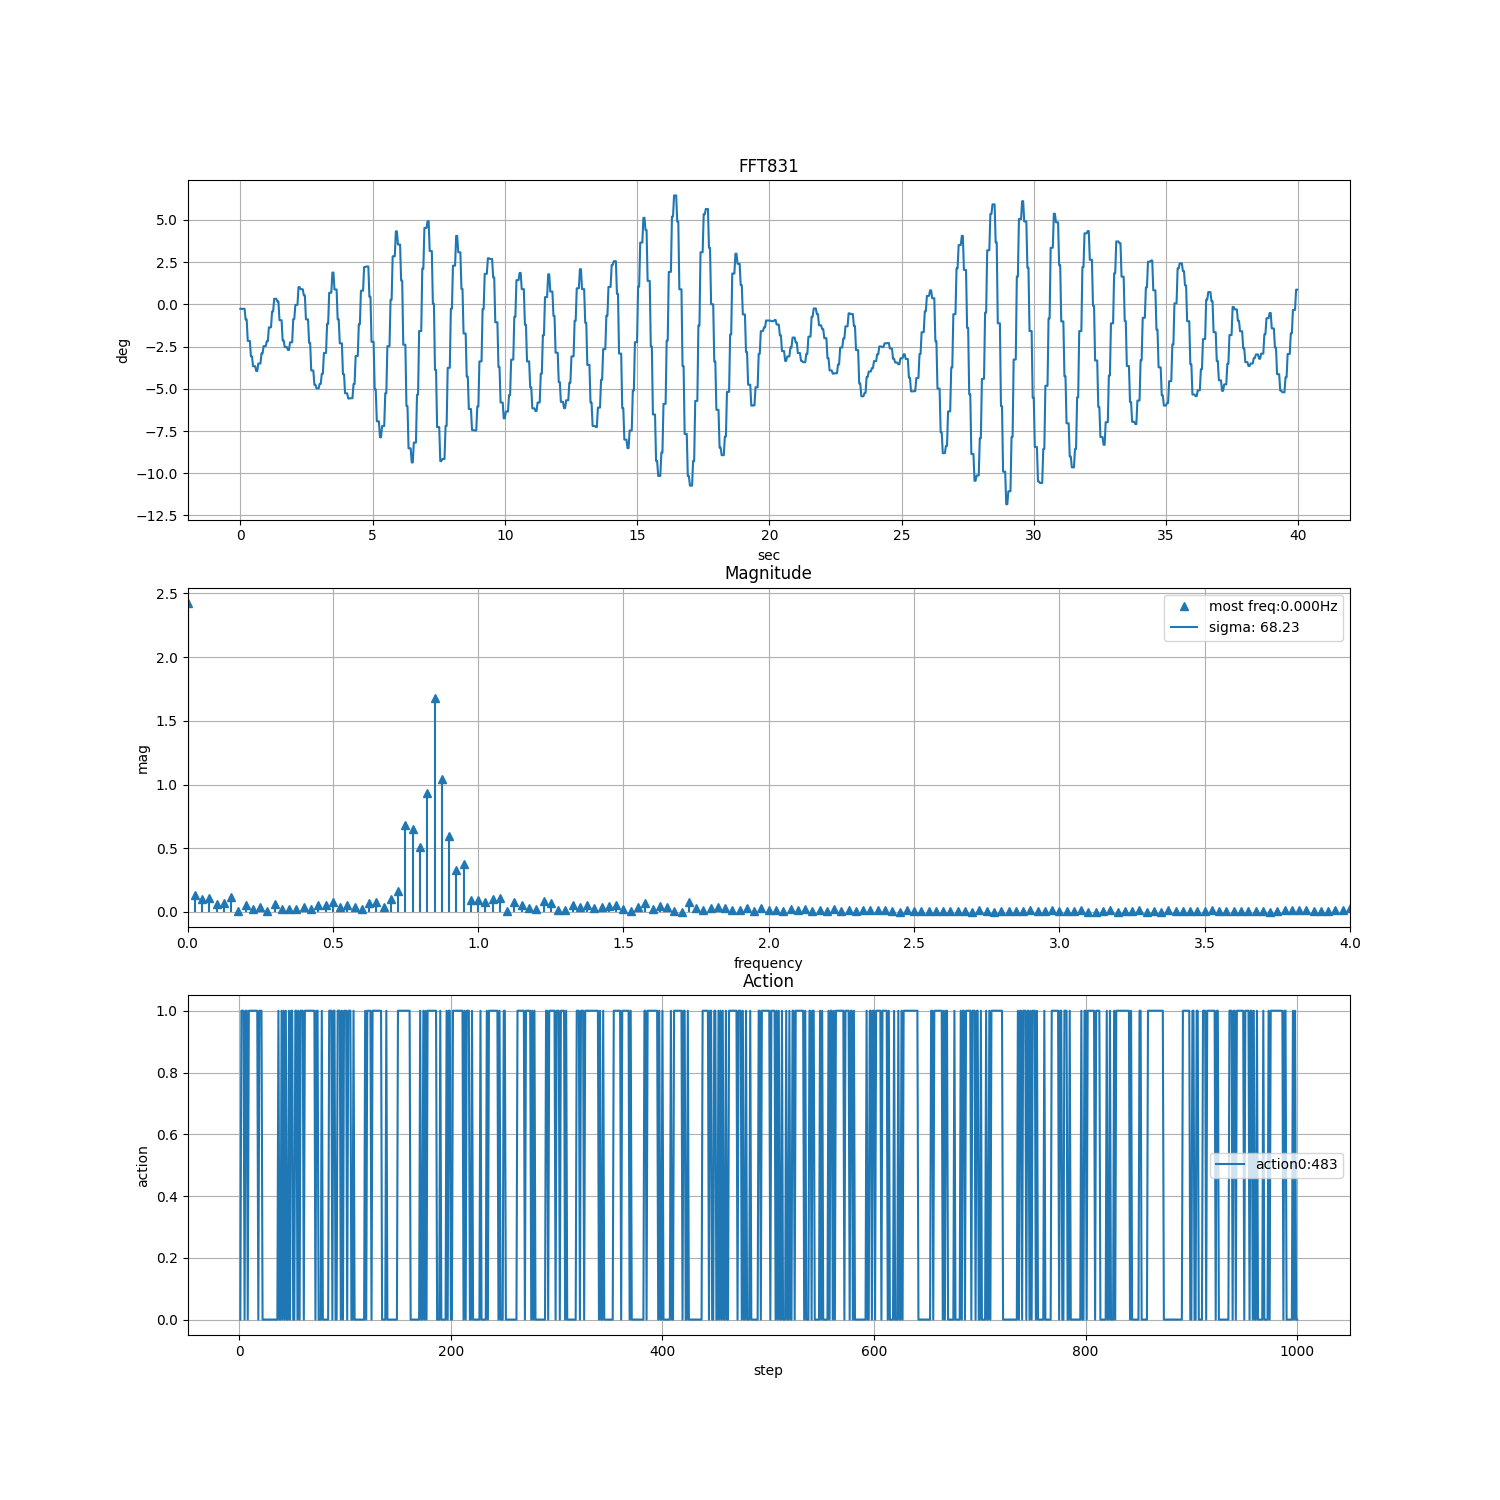 FFT831
5.0
2.5
0.0
−2.5
−5.0
−7.5
−10.0
−12.5
deg
0 5 10 15 20 25 30 35 40
sec
Magnitude
2.5
2.0
1.5
1.0
0.5
0.0
mag
most freq:0.000Hz
sigma: 68.23
0.0 0.5 1.0 1.5 2.0 2.5 3.0 3.5 4.0
frequency
Action
1.0
0.8
0.6
0.4
0.2
0.0
action
action0:483
0 200 400 600 800 1000
step